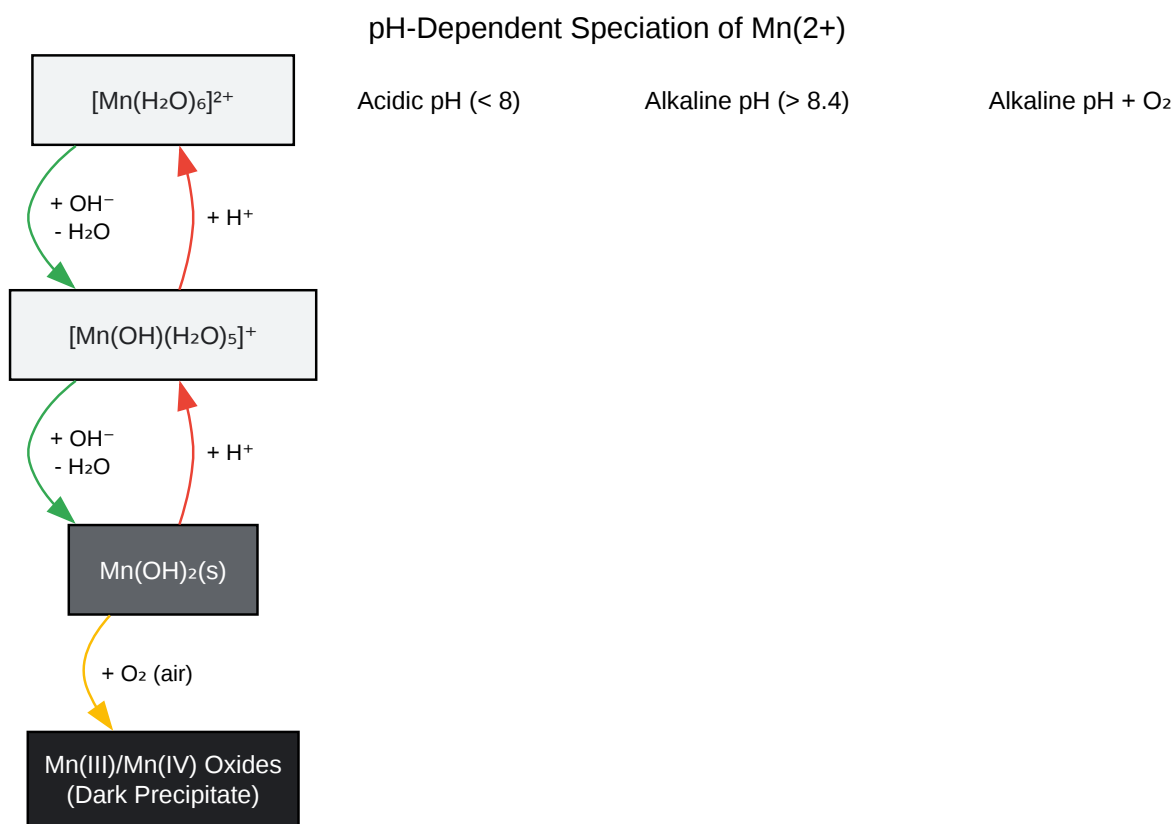 pH-Dependent Speciation of Mn(2+)
[Mn(H₂O)₆]²⁺
Acidic pH (< 8)
Alkaline pH (> 8.4)
Alkaline pH + O₂
+ OH⁻
- H₂O
+ H⁺
[Mn(OH)(H₂O)₅]⁺
+ OH⁻
- H₂O
+ H⁺
Mn(OH)₂(s)
+ O₂ (air)
Mn(III)/Mn(IV) Oxides
(Dark Precipitate)